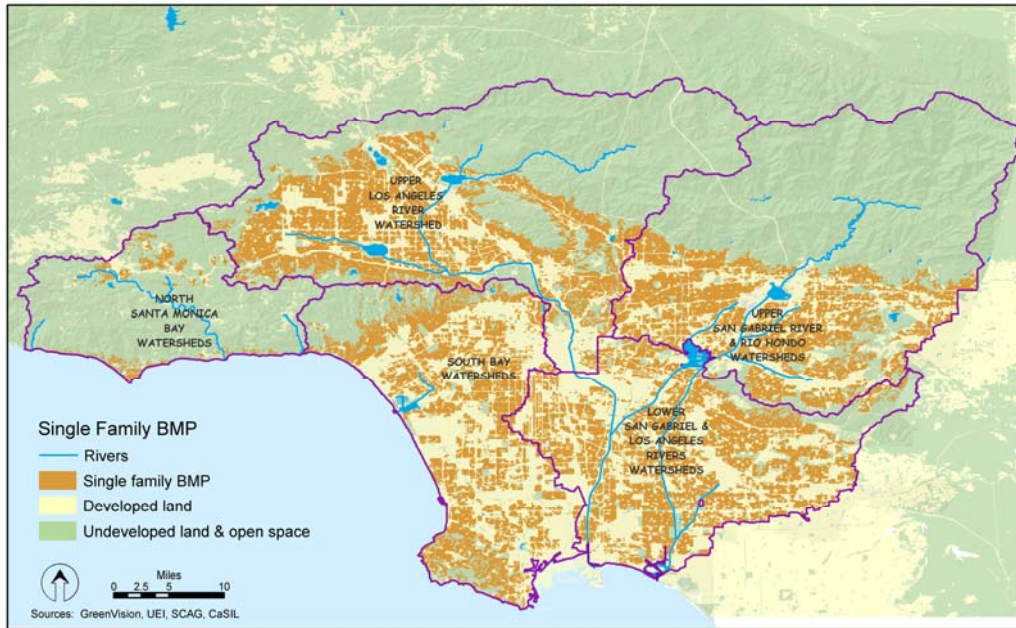 UPPER
LOS ANGELES
RIVER
WATERSHED
NORTH
SANTA MONICA
BAY
WATERSHEDS
UPPER
SAN GABRIEL RIVER
& RIO HONDO
WATERSHEDS
SOUTH BAY
WATERSHEDS
LOWER
SAN GABRIEL &
LOS ANGELES
RIVERS
WATERSHEDS
Single Family BMP
Rivers
Single family BMP
Developed land
Undeveloped land & open space
Miles
0 2.5 5 10
Sources: GreenVision, UEI, SCAG, CaSIL